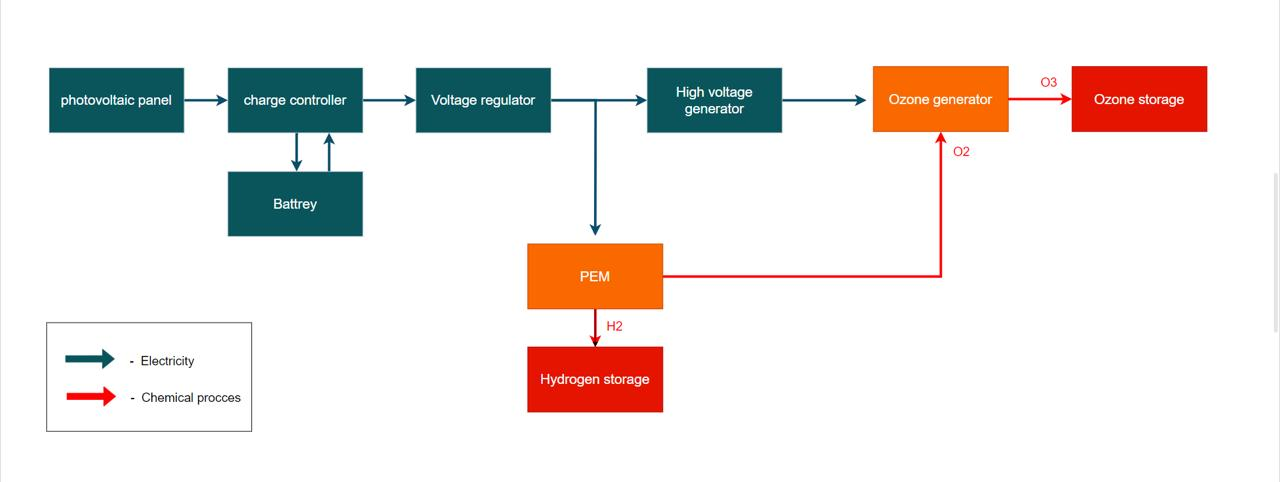 photovoltaic panel
charge controller
Voltage regulator
High voltage
generator
Ozone generator
O3
Ozone storage
O2
Battrey
PEM
H2
Hydrogen storage
- Electricity
- Chemical procces